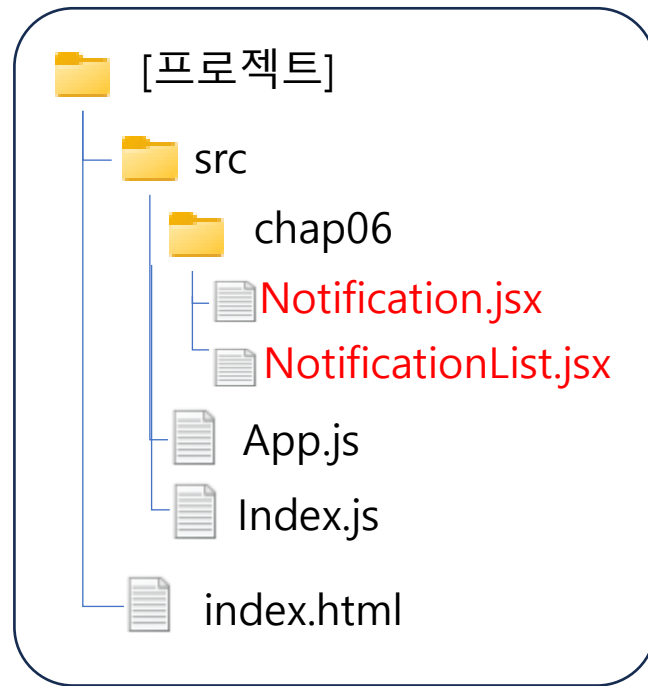 [프로젝트]
src
chap06
Notification.jsx
NotificationList.jsx
App.js
Index.js
index.html